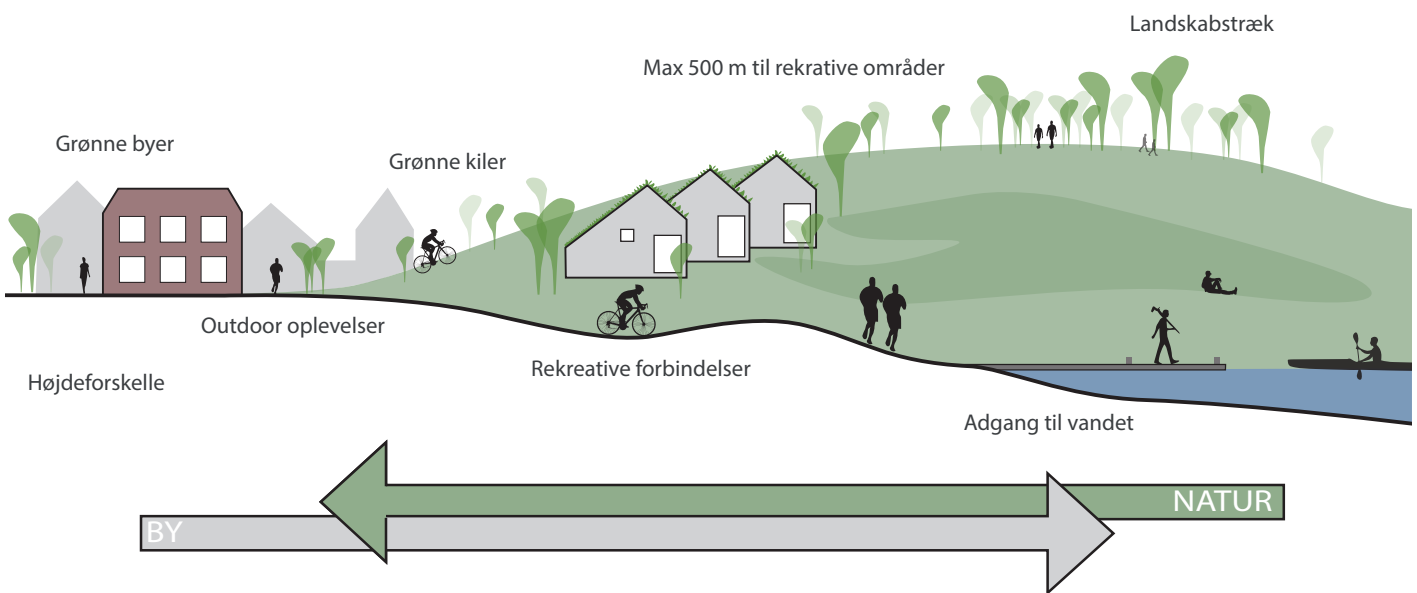 Landskabstræk
Max 500 m til rekrative områder
Grønne byer
Grønne kiler
Outdoor oplevelser
Rekreative forbindelser
Højdeforskelle
Adgang til vandet
NATUR
BY